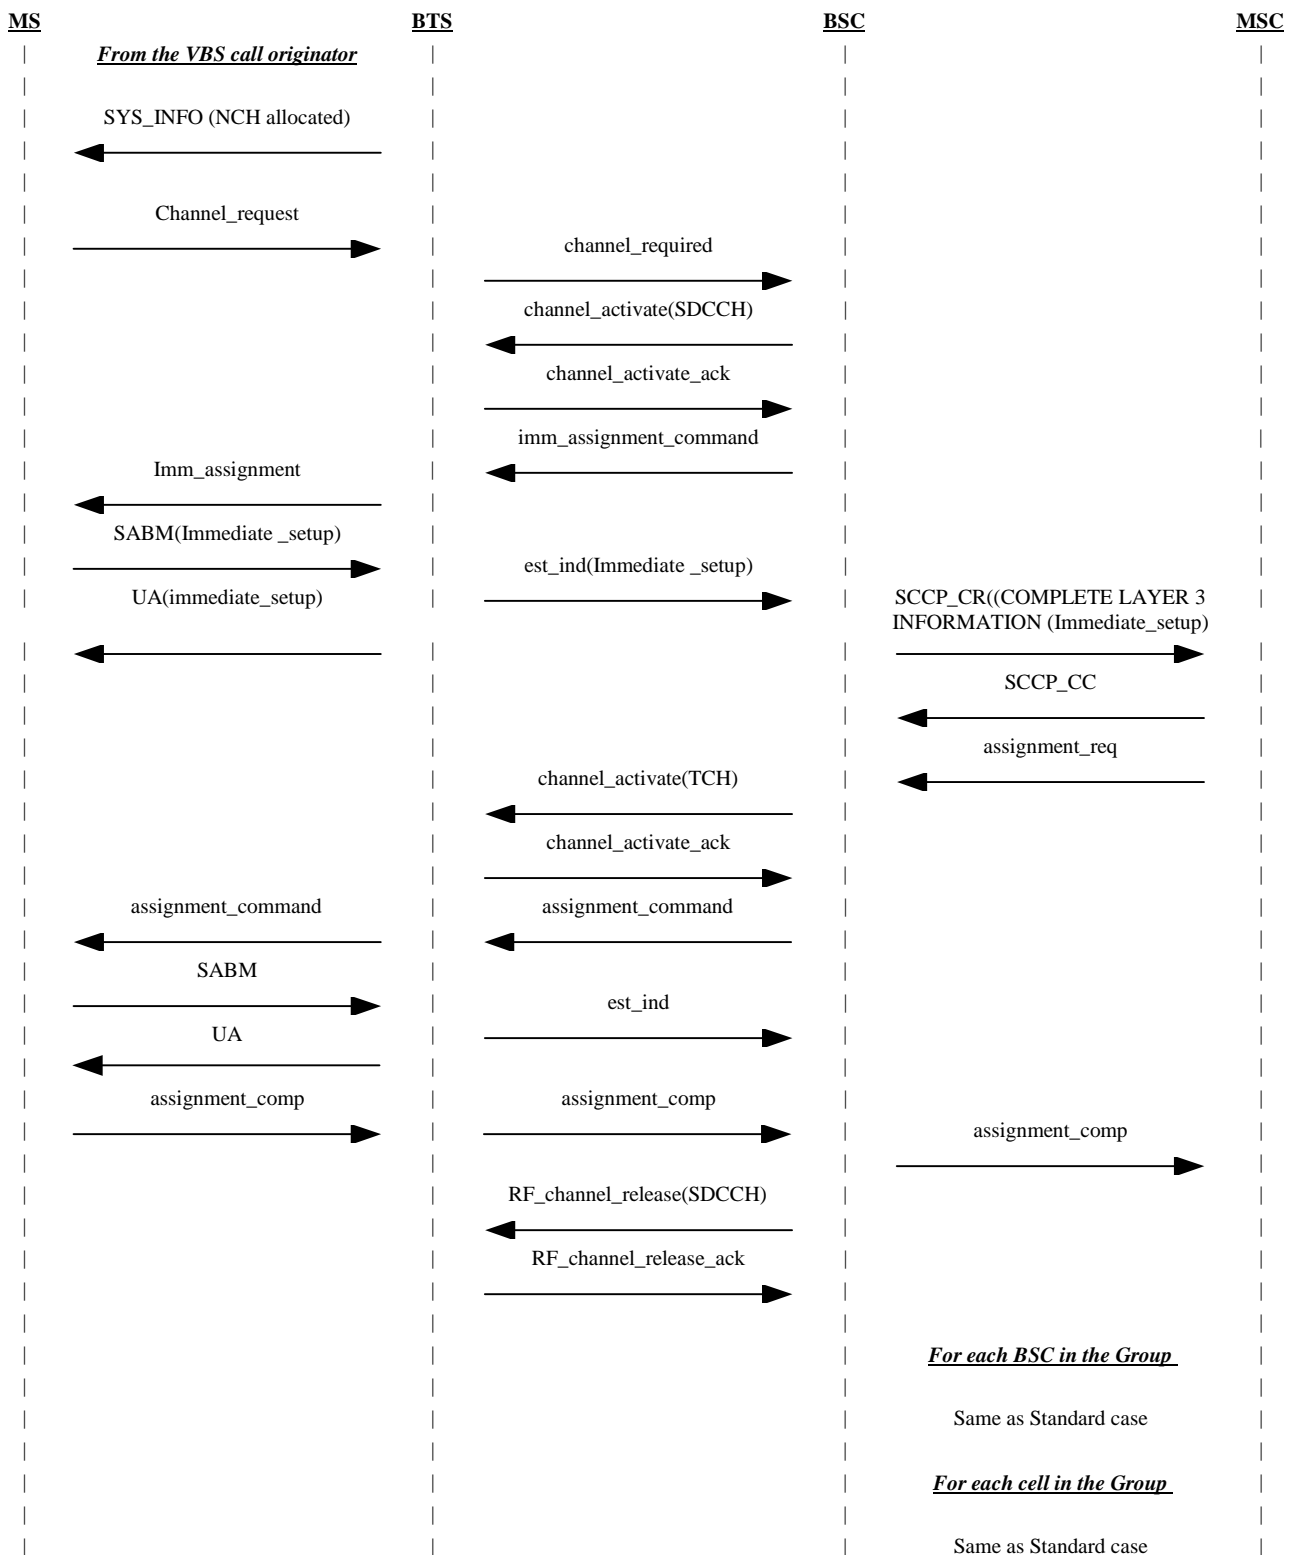 MS
BTS
BSC
MSC
From the VBS call originator
SYS_INFO (NCH allocated)
Channel_request
channel_required
channel_activate(SDCCH)
channel_activate_ack
imm_assignment_command
Imm_assignment
SABM(Immediate _setup)
est_ind(Immediate _setup)
UA(immediate_setup)
SCCP_CR((COMPLETE LAYER 3
INFORMATION (Immediate_setup)
SCCP_CC
assignment_req
channel_activate(TCH)
channel_activate_ack
assignment_command
assignment_command
SABM
est_ind
UA
assignment_comp
assignment_comp
assignment_comp
RF_channel_release(SDCCH)
RF_channel_release_ack
For each BSC in the Group
Same as Standard case
For each cell in the Group
Same as Standard case